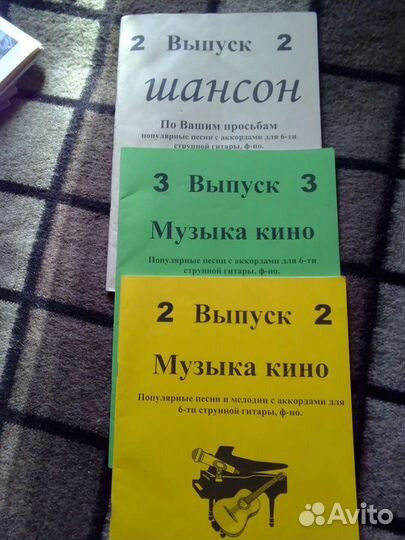 2 Выпуск 2
шансон
По Вашим просьбам
популярные песни с аккордами для 6-ти
струнной гитары, ф-но.
3 Выпуск 3
Музыка кино
Популярные песни с аккордами для 6-ти
струнной гитары, ф-но.
2 Выпуск 2
Музыка кино
Популярные песни и мелодии с аккордами для
6-ти струнной гитары, ф-но.
Avito